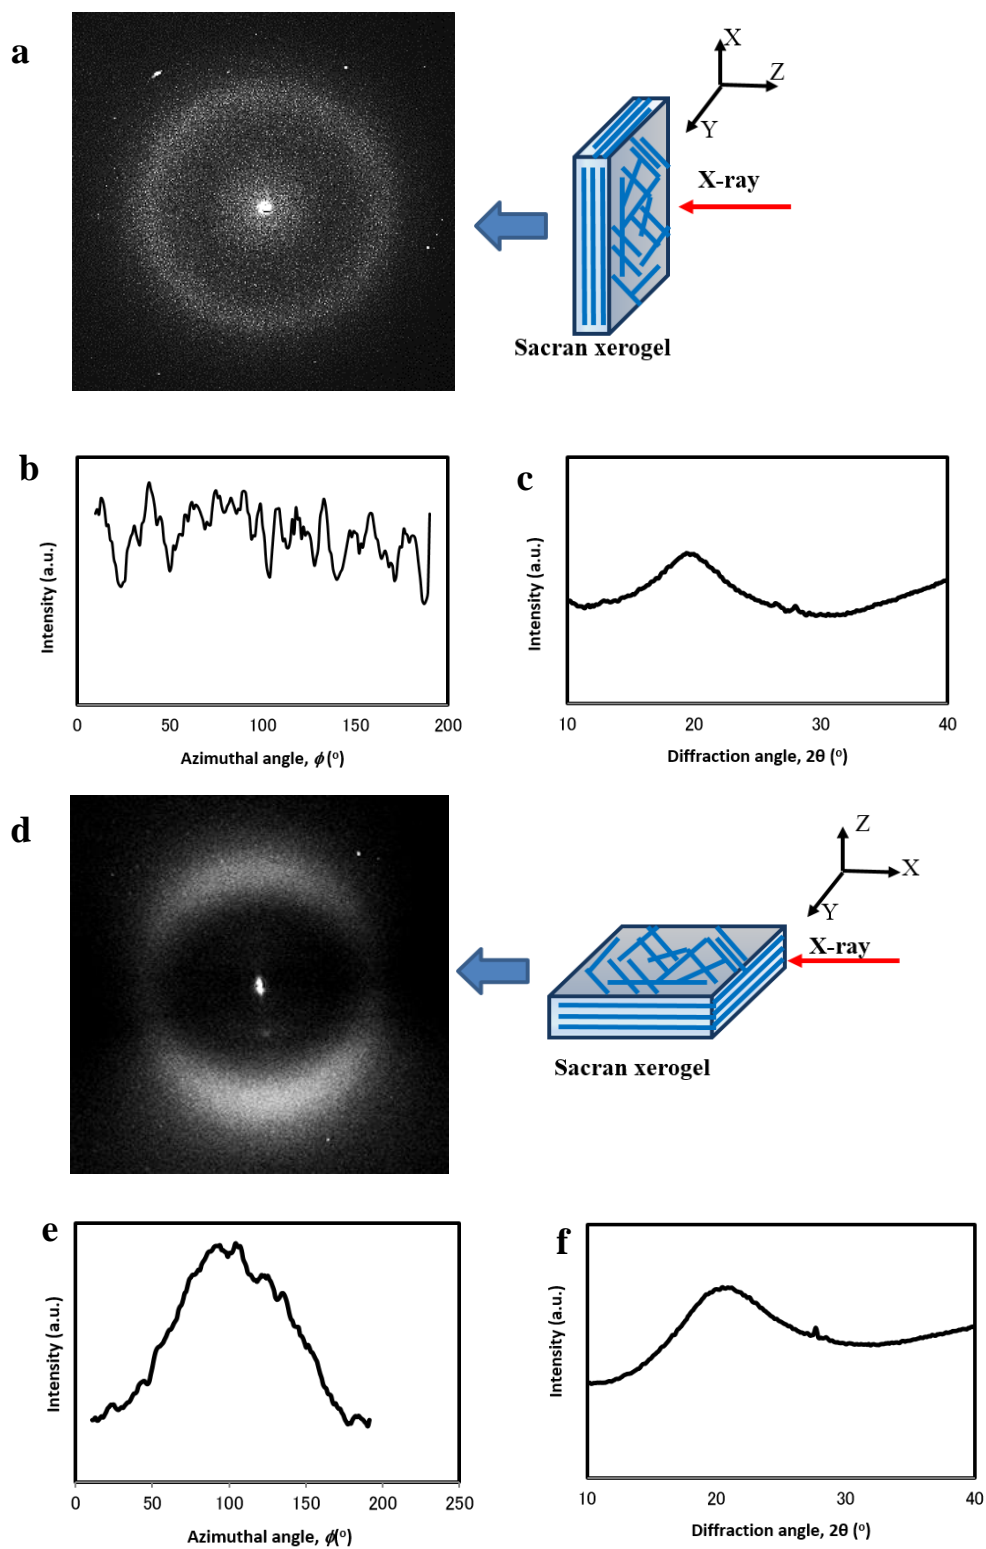 a
X
Z
Y
X-ray
Sacran xerogel
b
Intensity (a.u.)
0 50 100 150 200
Azimuthal angle, ϕ (º)
c
Intensity (a.u.)
10 20 30 40
Diffraction angle, 2θ (º)
d
Z
X
Y
X-ray
Sacran xerogel
e
Intensity (a.u.)
0 50 100 150 200 250
Azimuthal angle, ϕ(º)
f
Intensity (a.u.)
10 20 30 40
Diffraction angle, 2θ (º)